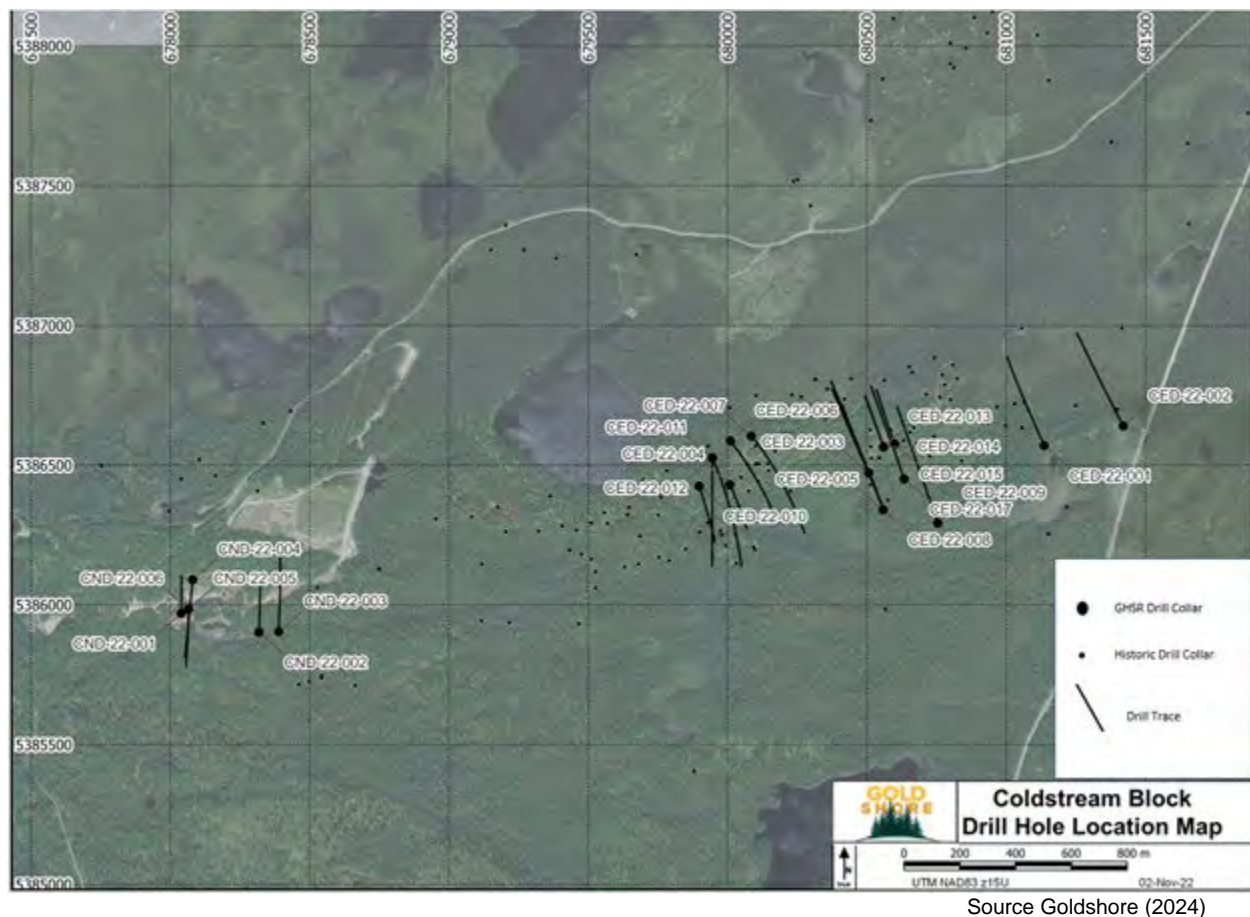 678000
678500
679000
679500
680000
680500
681000
681500
5388000
5387500
5387000
5386500
5386000
5385500
5385000
CED-22-007
CED-22-006
CED-22-011
CED-22-003
CED-22-004
CED-22-005
CED-22-012
CED-22-010
CED-22-013
CED-22-014
CED-22-015
CED-22-009
CED-22-017
CED-22-008
CED-22-002
CED-22-001
CND-22-004
CND-22-006
CND-22-005
CND-22-003
CND-22-001
CND-22-002
GHSR Drill Collar
Historic Drill Collar
Drill Trace
GOLD
SHORE
Coldstream Block
Drill Hole Location Map
0 200 400 600 800 m
UTM NAD83 z15U 02-Nov-22
Source Goldshore (2024)